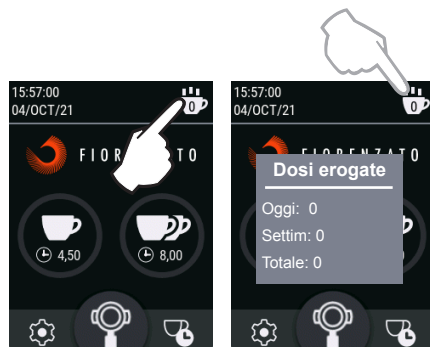 15:57:00
04/OCT/21
0
FIOR TO
4,50
8,00
15:57:00
04/OCT/21
0
FIORENZATO
Dosi erogate
Oggi: 0
Settim: 0
Totale: 0